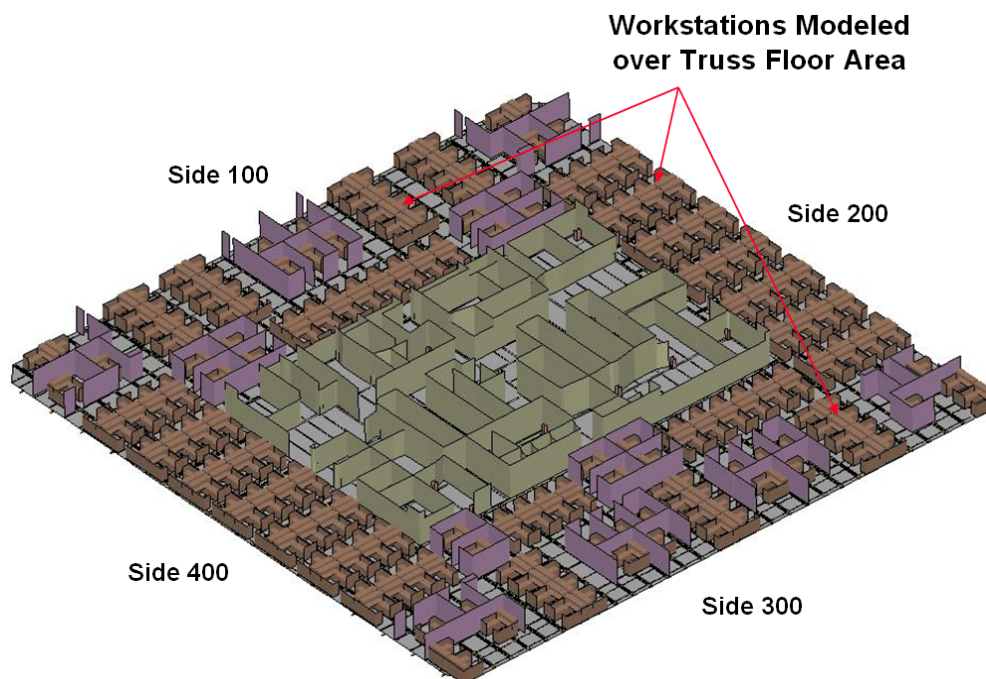 Workstations Modeled
over Truss Floor Area
Side 100
Side 200
Side 400
Side 300